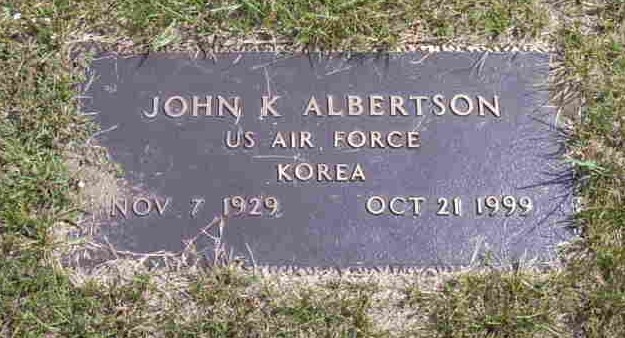 JOHN K ALBERTSON
US AIR FORCE
KOREA
NOV 7 1929 OCT 21 1999